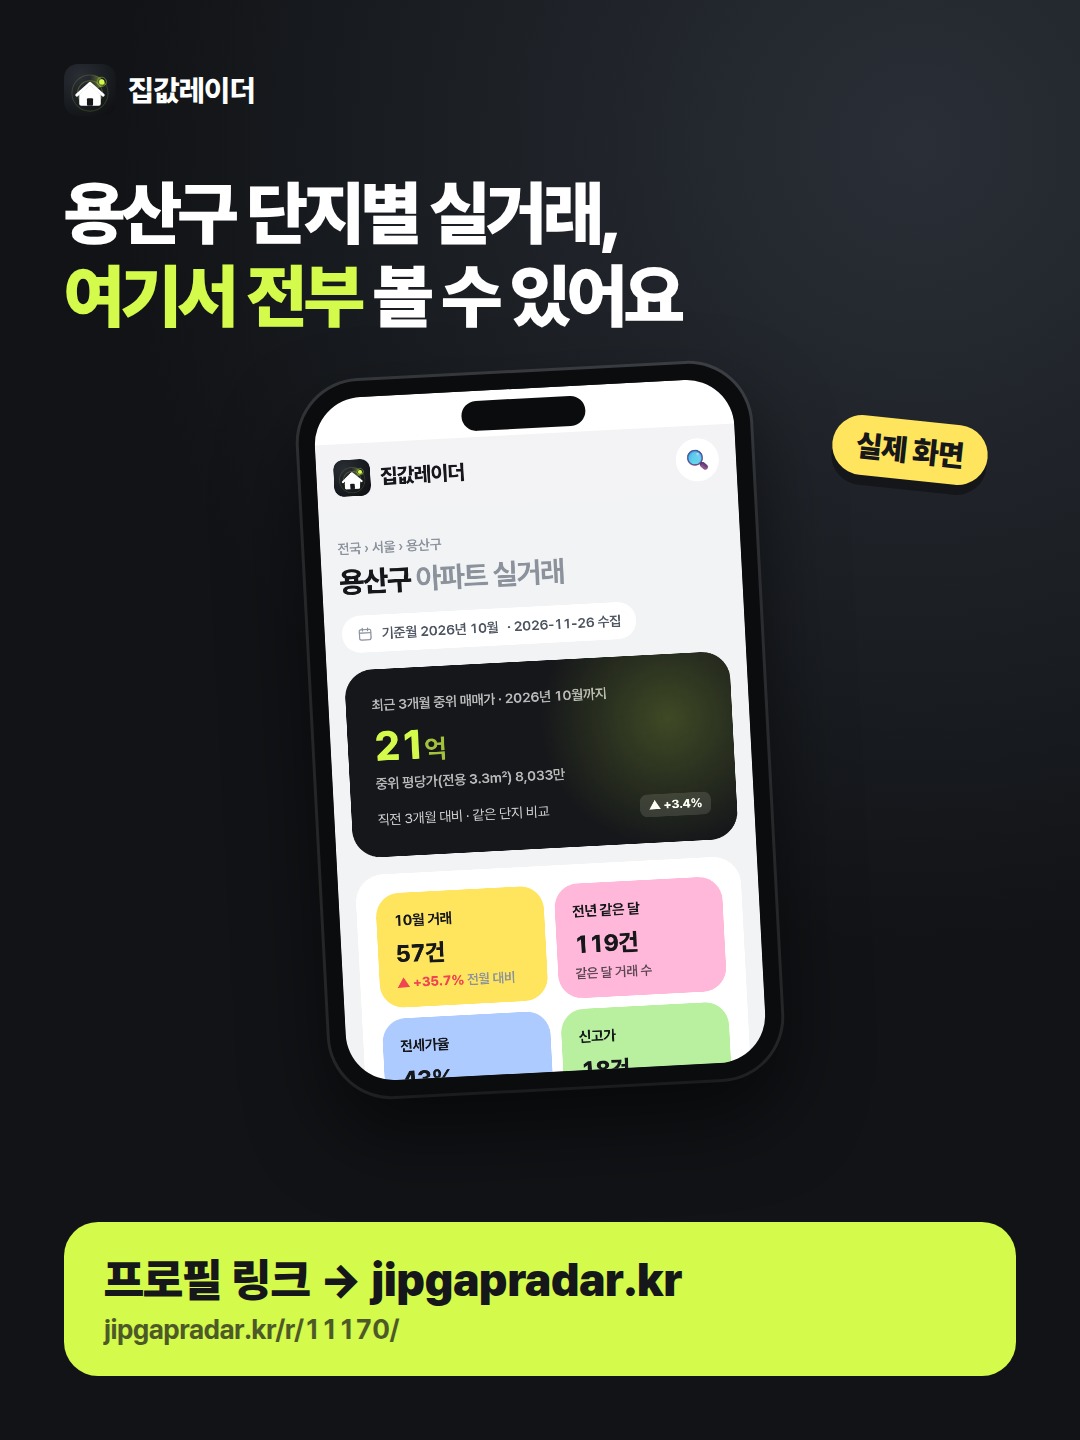 집값레이더
용산구 단지별 실거래,
여기서 전부 볼 수 있어요
실제 화면
집값레이더
전국 › 서울 › 용산구
용산구 아파트 실거래
기준월 2026년 10월 · 2026-11-26 수집
최근 3개월 중위 매매가 · 2026년 10월까지
21억
중위 평당가(전용 3.3m²) 8,033만
직전 3개월 대비 · 같은 단지 비교
▲ +3.4%
10월 거래
57건
▲ +35.7% 전월 대비
전년 같은 달
119건
같은 달 거래 수
전세가율
43%
신고가
18건
프로필 링크 → jipgapradar.kr
jipgapradar.kr/r/11170/